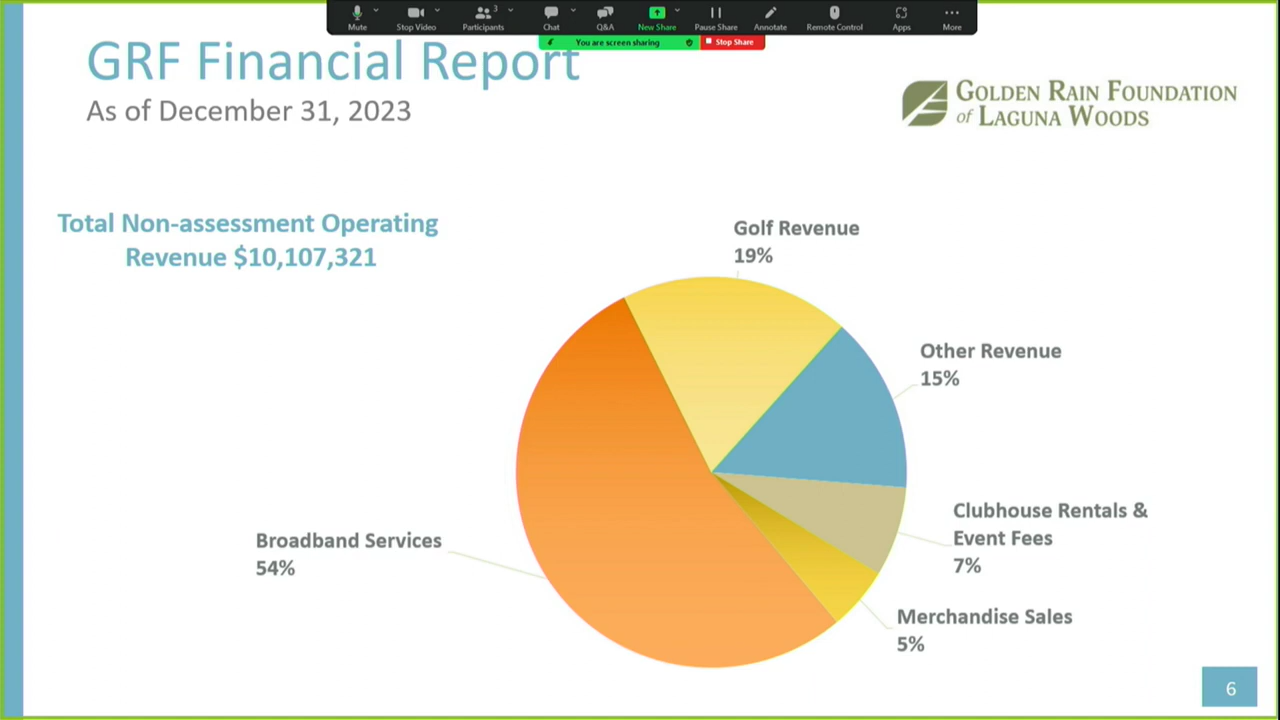 Mute
Stop Video
Participants
3
Chat
Q&A
New Share
Pause Share
Annotate
Remote Control
Apps
More
You are screen sharing
Stop Share
GRF Financial Report
As of December 31, 2023
GOLDEN RAIN FOUNDATION
of LAGUNA WOODS
Total Non-assessment Operating
Revenue $10,107,321
Golf Revenue
19%
Other Revenue
15%
Clubhouse Rentals &
Event Fees
7%
Broadband Services
54%
Merchandise Sales
5%
6